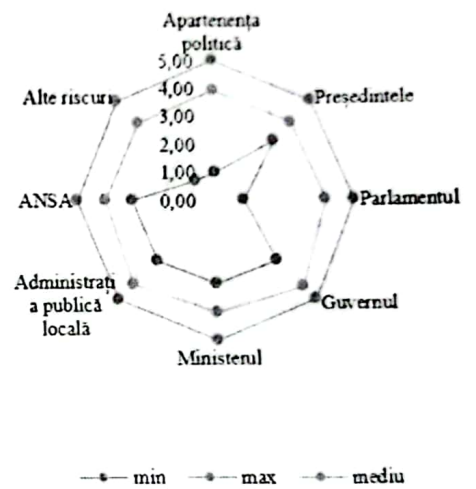 Apartenența
politică
5,00
4,00
Alte riscuri
Președintele
3,00
2,00
1,00
ANSA
0,00
Parlamentul
Administrați
a publică
locală
Guvernul
Ministerul
min
max
mediu